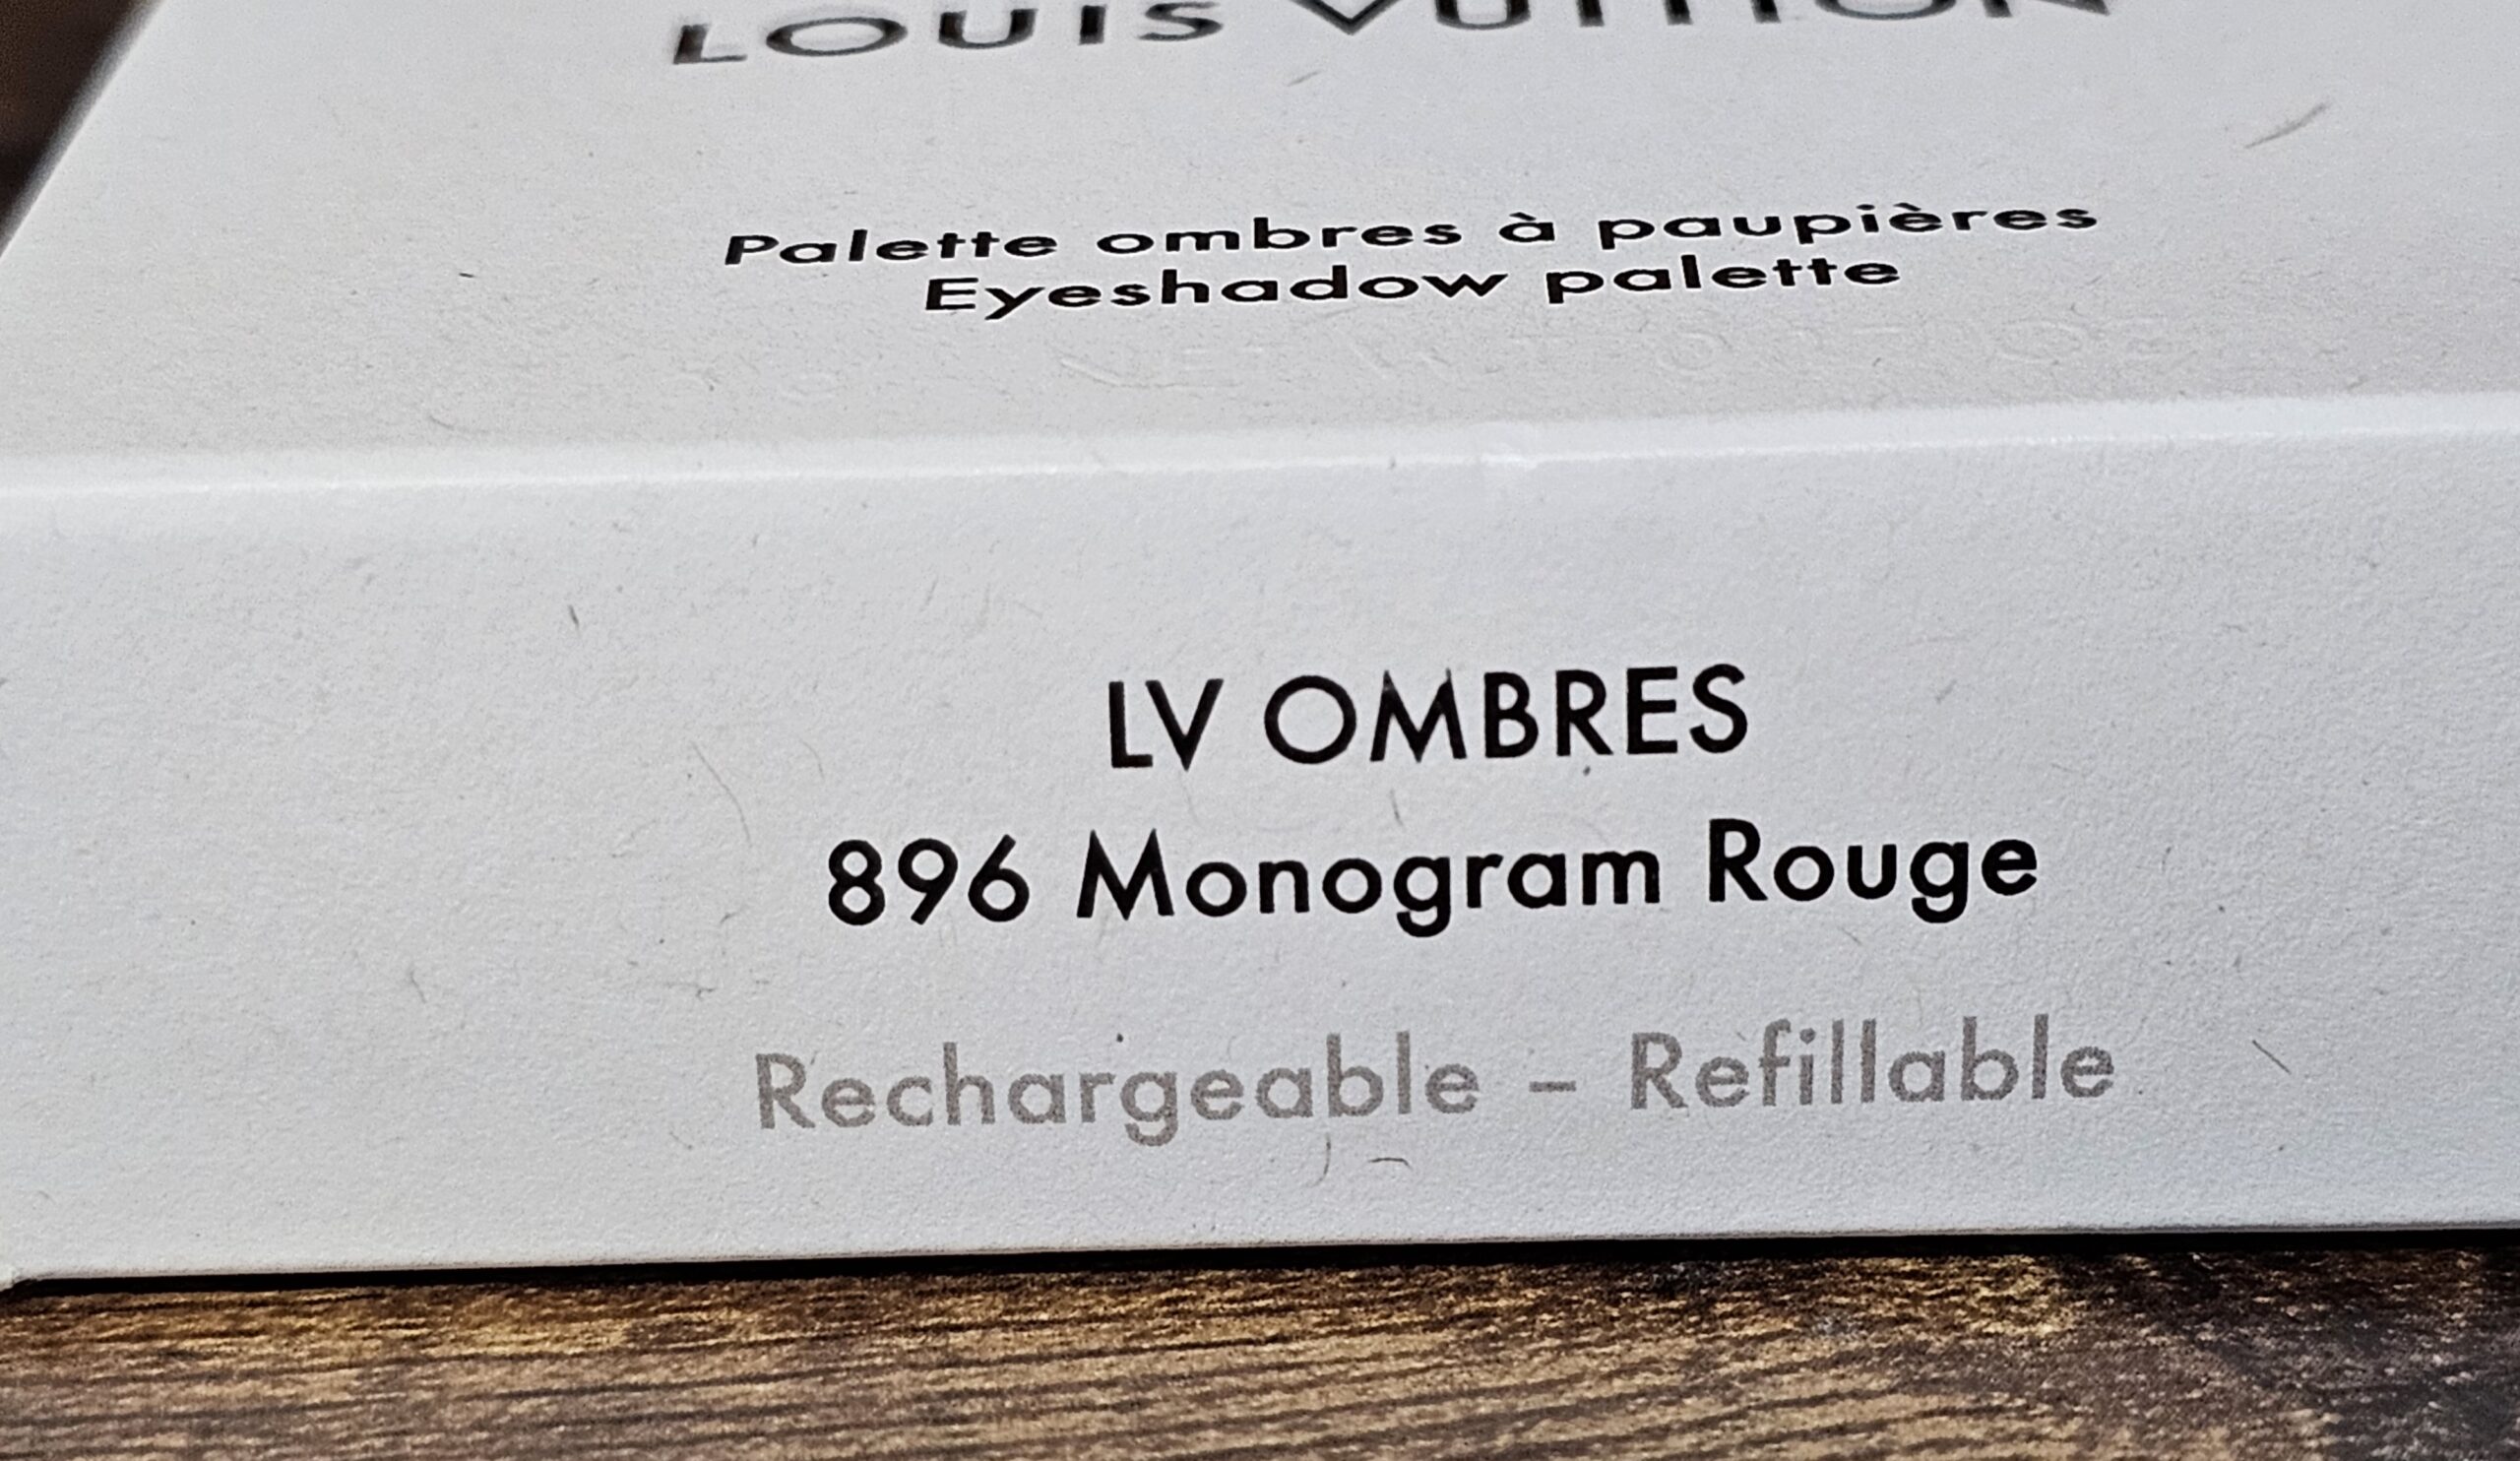 LOUIS VUITTON
Palette ombres à paupières
Eyeshadow palette
LV OMBRES
896 Monogram Rouge
Rechargeable – Refillable